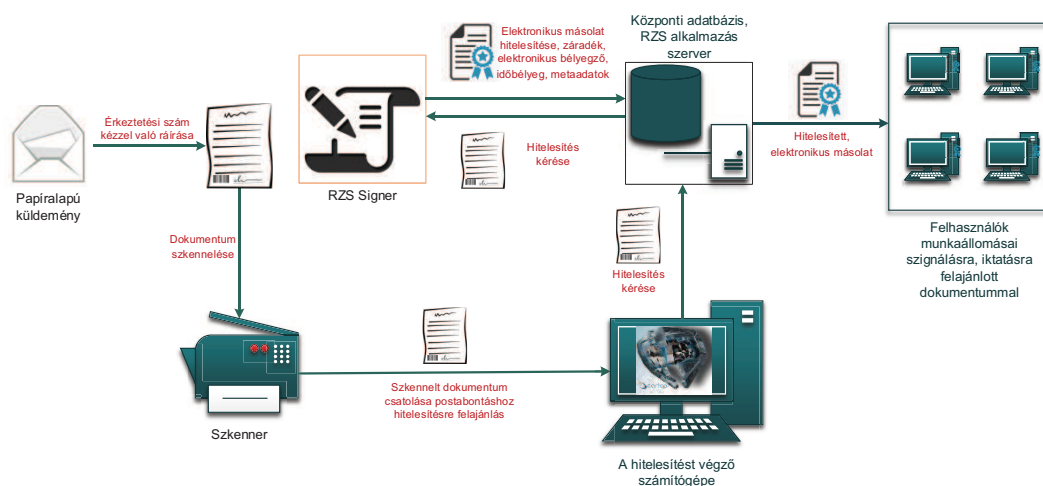 Elektronikus másolat
hitelesítése, záradék,
elektronikus bélyegző,
időbélyeg, metaadatok
Központi adatbázis,
RZS alkalmazás
szerver
Érkeztetési szám
kézzel való ráírása
Hitelesítés
kérése
Hitelesített,
elektronikus másolat
Papíralapú
küldemény
RZS Signer
Dokumentum
szkennelése
Hitelesítés
kérése
Felhasználók
munkaállomásai
szignálásra, iktatásra
felajánlott
dokumentummal
Szkennelt dokumentum
csatolása postabontáshoz
hitelesítésre felajánlás
Szkenner
A hitelesítést végző
számítógépe